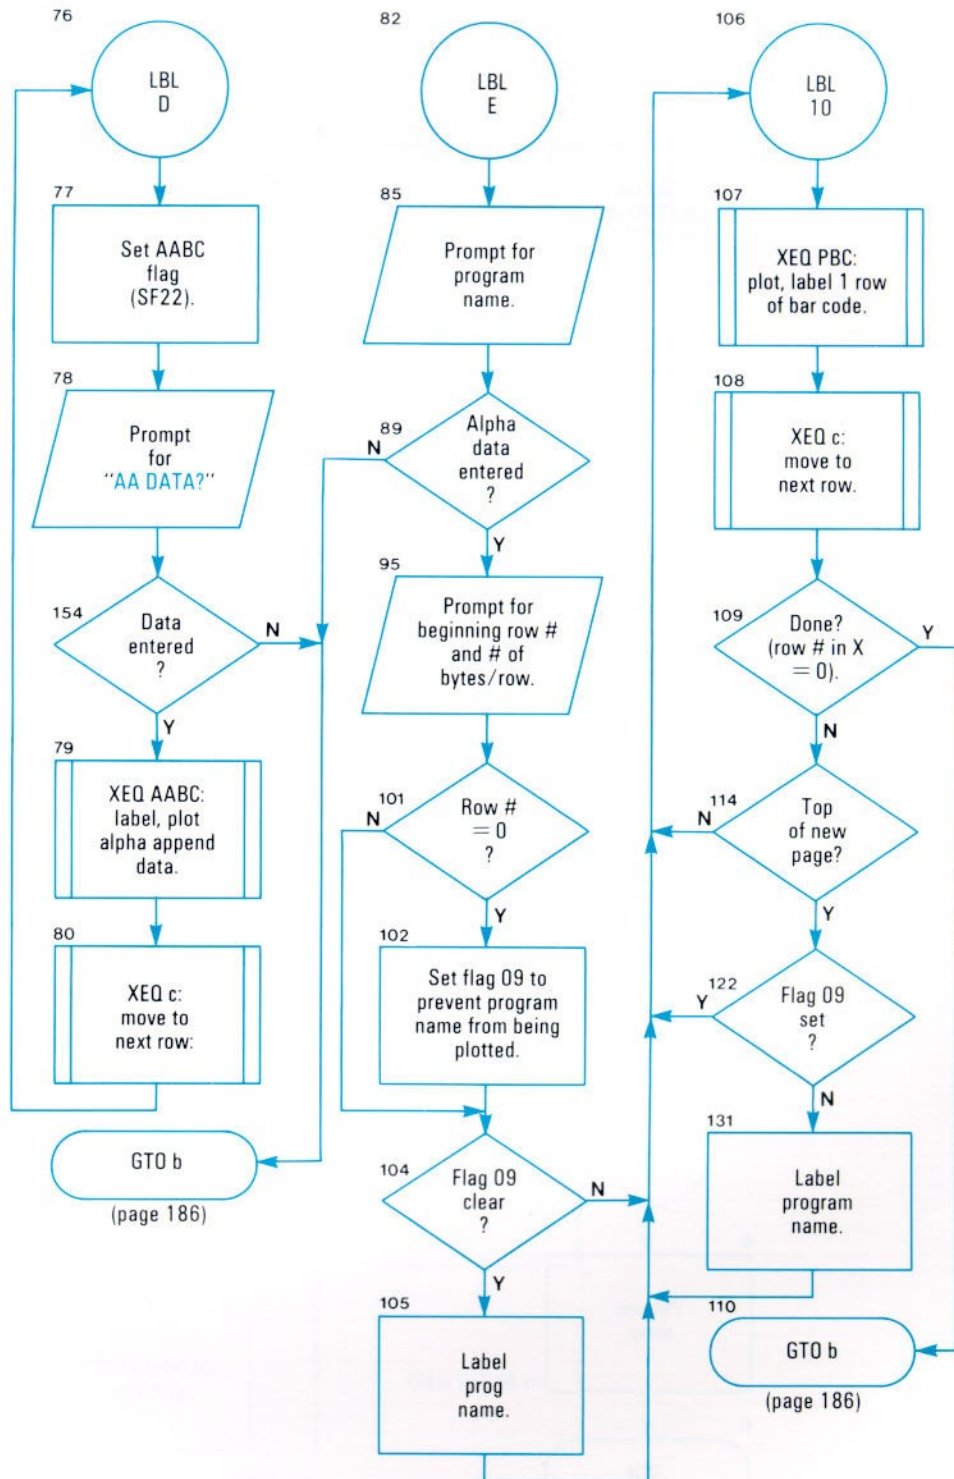 76
LBL
D
77
Set AABC
flag
(SF22).
78
Prompt
for
"AA DATA?"
154
Data
entered
?
N
Y
79
XEQ AABC:
label, plot
alpha append
data.
80
XEQ c:
move to
next row:
GTO b
(page 186)
82
LBL
E
85
Prompt for
program
name.
89
N
Alpha
data
entered
?
Y
95
Prompt for
beginning row #
and # of
bytes/row.
101
N
Row #
= 0
?
Y
102
Set flag 09 to
prevent program
name from being
plotted.
104
Flag 09
clear
?
N
Y
105
Label
prog
name.
106
LBL
10
107
XEQ PBC:
plot, label 1 row
of bar code.
108
XEQ c:
move to
next row.
109
Done?
(row # in X
= 0).
Y
N
114
N
Top
of new
page?
Y
122
Y
Flag 09
set
?
N
131
Label
program
name.
110
GTO b
(page 186)